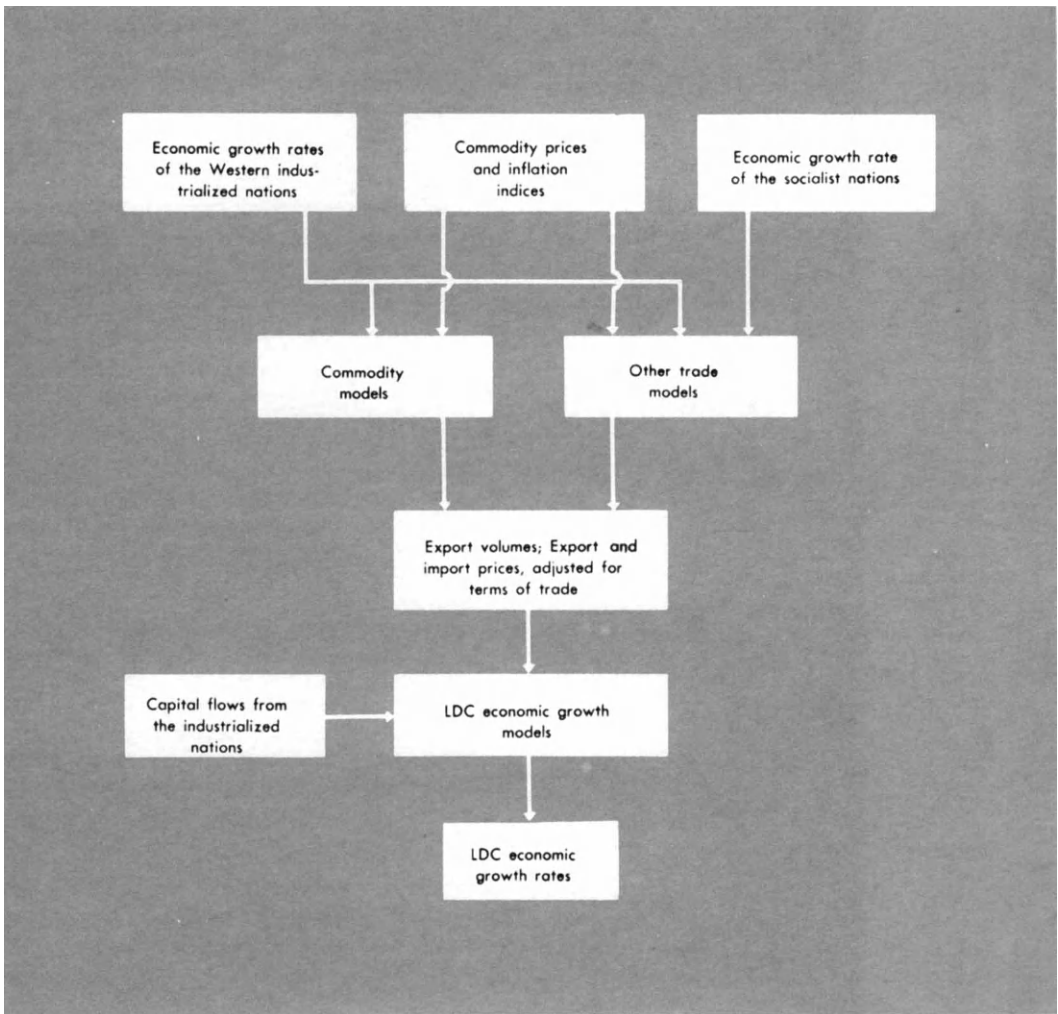 Economic growth rates
of the Western indus-
trialized nations
Commodity prices
and inflation
indices
Economic growth rate
of the socialist nations
Commodity
models
Other trade
models
Export volumes; Export and
import prices, adjusted for
terms of trade
Capital flows from
the industrialized
nations
LDC economic growth
models
LDC economic
growth rates